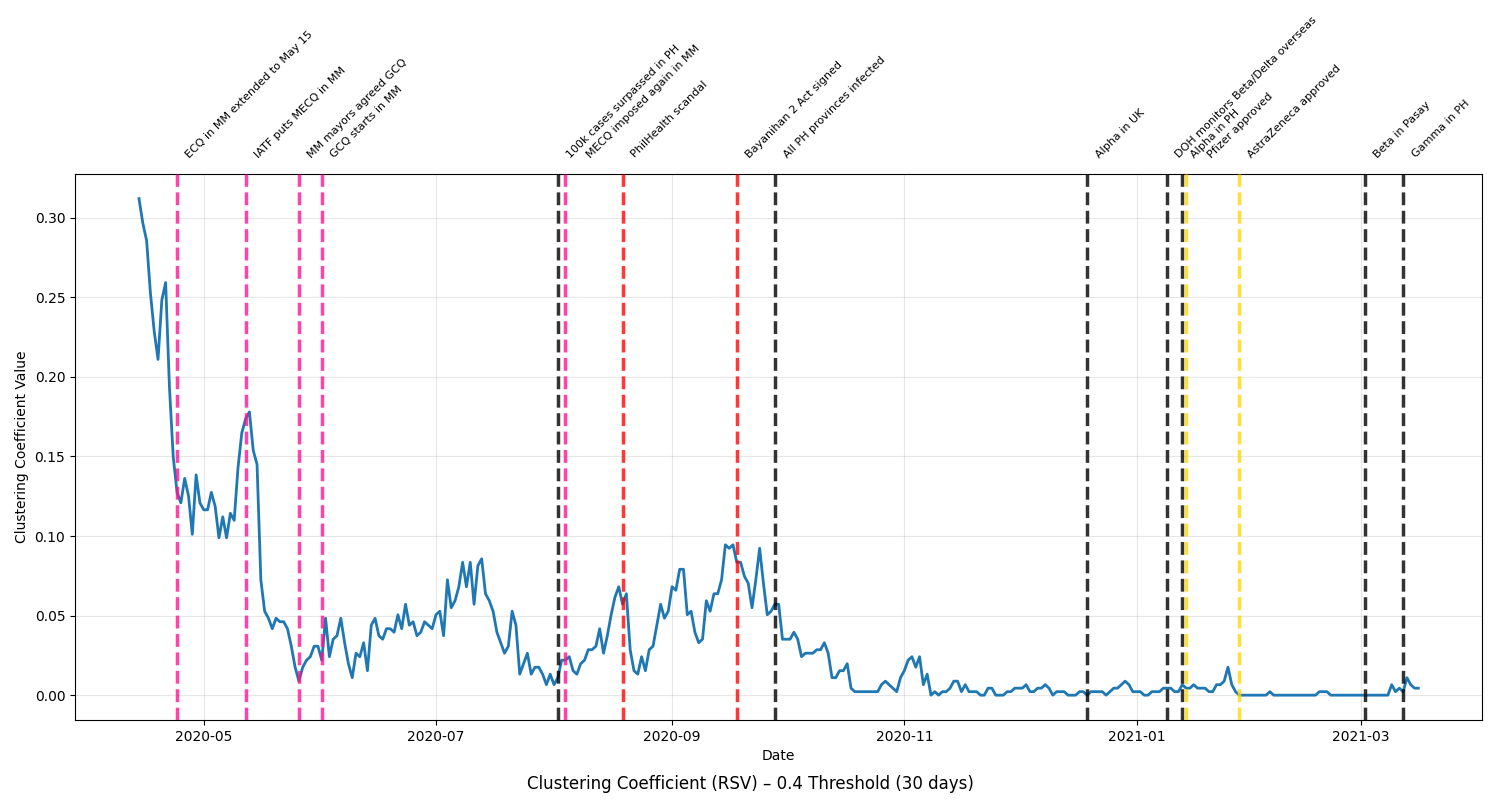 ECQ in MM extended to May 15
IATF puts MECQ in MM
MM mayors agreed GCQ
GCQ starts in MM
100k cases surpassed in PH
MECQ imposed again in MM
PhilHealth scandal
Bayanihan 2 Act signed
All PH provinces infected
Alpha in UK
DOH monitors Beta/Delta overseas
Alpha in PH
Pfizer approved
AstraZeneca approved
Beta in Pasay
Gamma in PH
Clustering Coefficient Value
0.30
0.25
0.20
0.15
0.10
0.05
0.00
2020-05
2020-07
2020-09
2020-11
2021-01
2021-03
Date
Clustering Coefficient (RSV) – 0.4 Threshold (30 days)